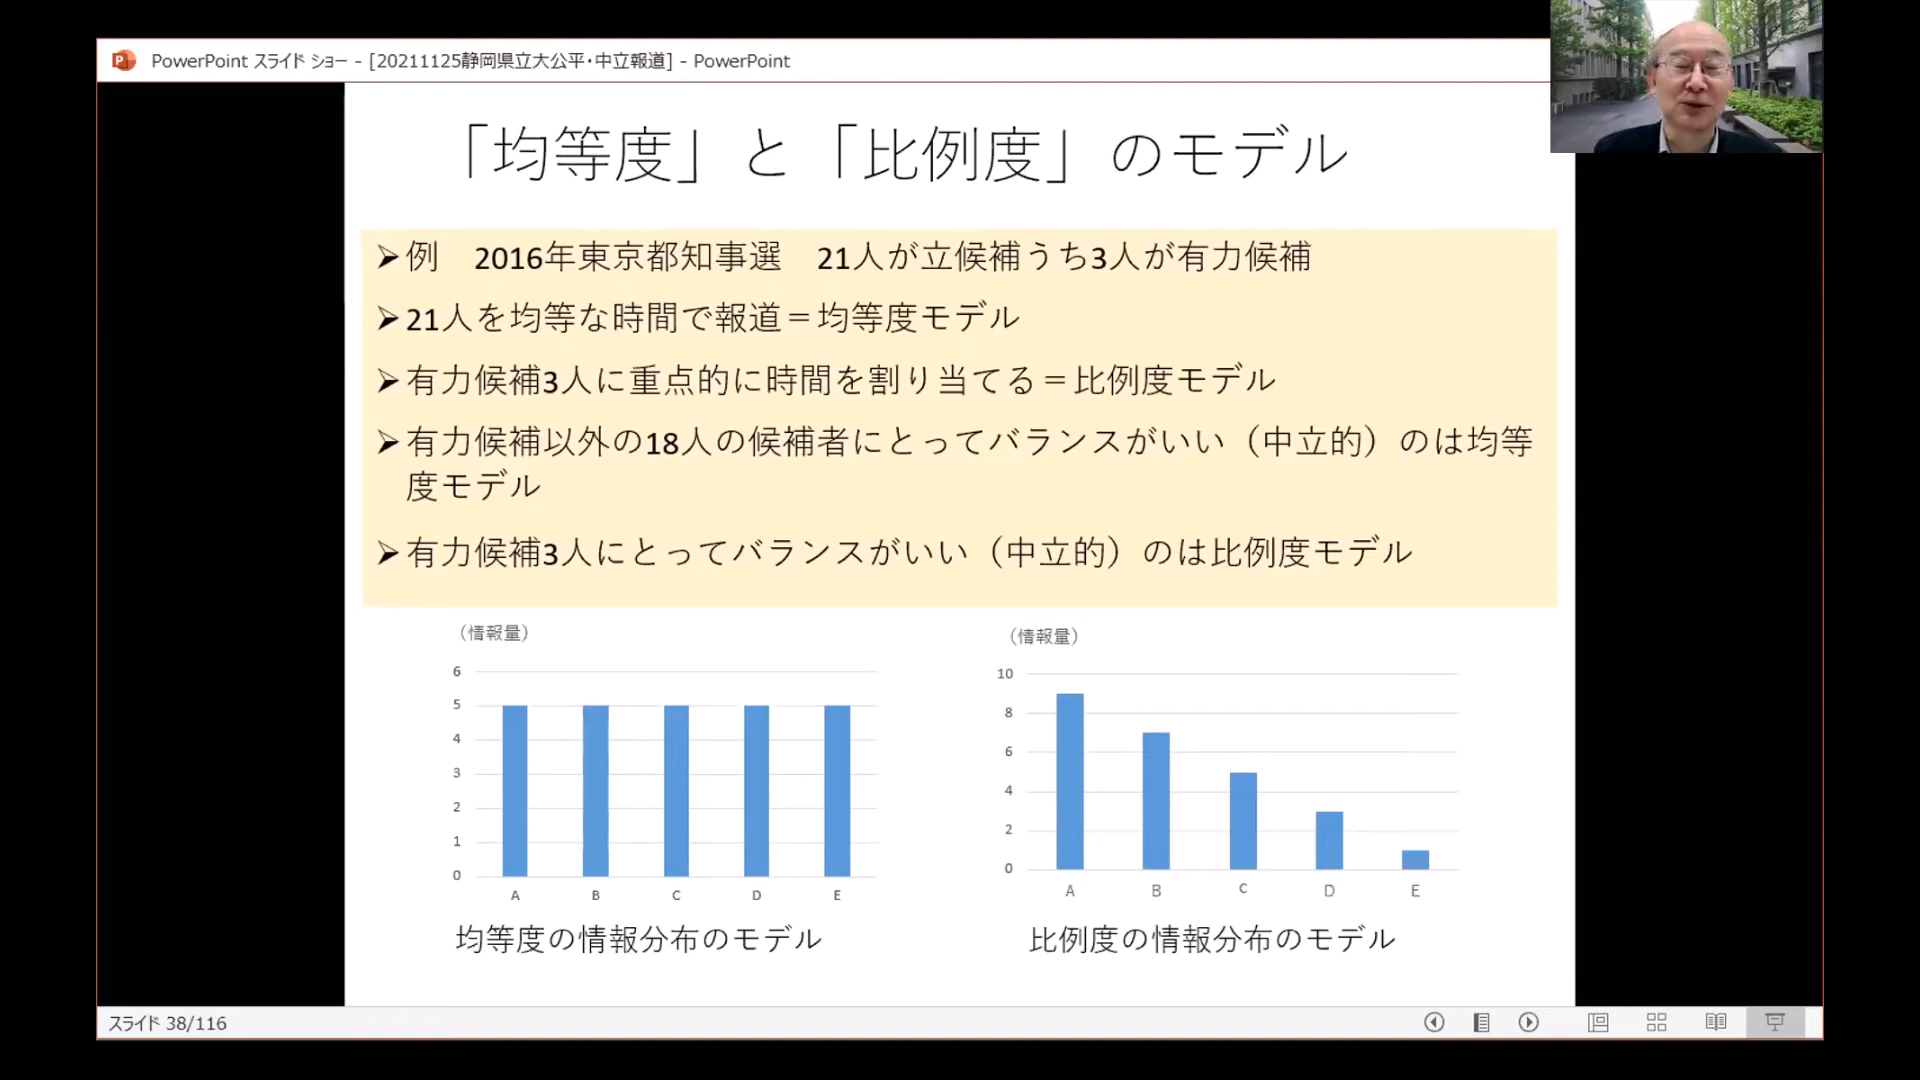 PowerPoint スライド ショー - [20211125静岡県立大公平・中立報道] - PowerPoint
「均等度」と「比例度」のモデル
➤例　2016年東京都知事選　21人が立候補うち3人が有力候補
➤21人を均等な時間で報道＝均等度モデル
➤有力候補3人に重点的に時間を割り当てる＝比例度モデル
➤有力候補以外の18人の候補者にとってバランスがいい（中立的）のは均等
度モデル
➤有力候補3人にとってバランスがいい（中立的）のは比例度モデル
（情報量）
6
5
4
3
2
1
0
A B C D E
均等度の情報分布のモデル
（情報量）
10
8
6
4
2
0
A B C D E
比例度の情報分布のモデル
スライド 38/116